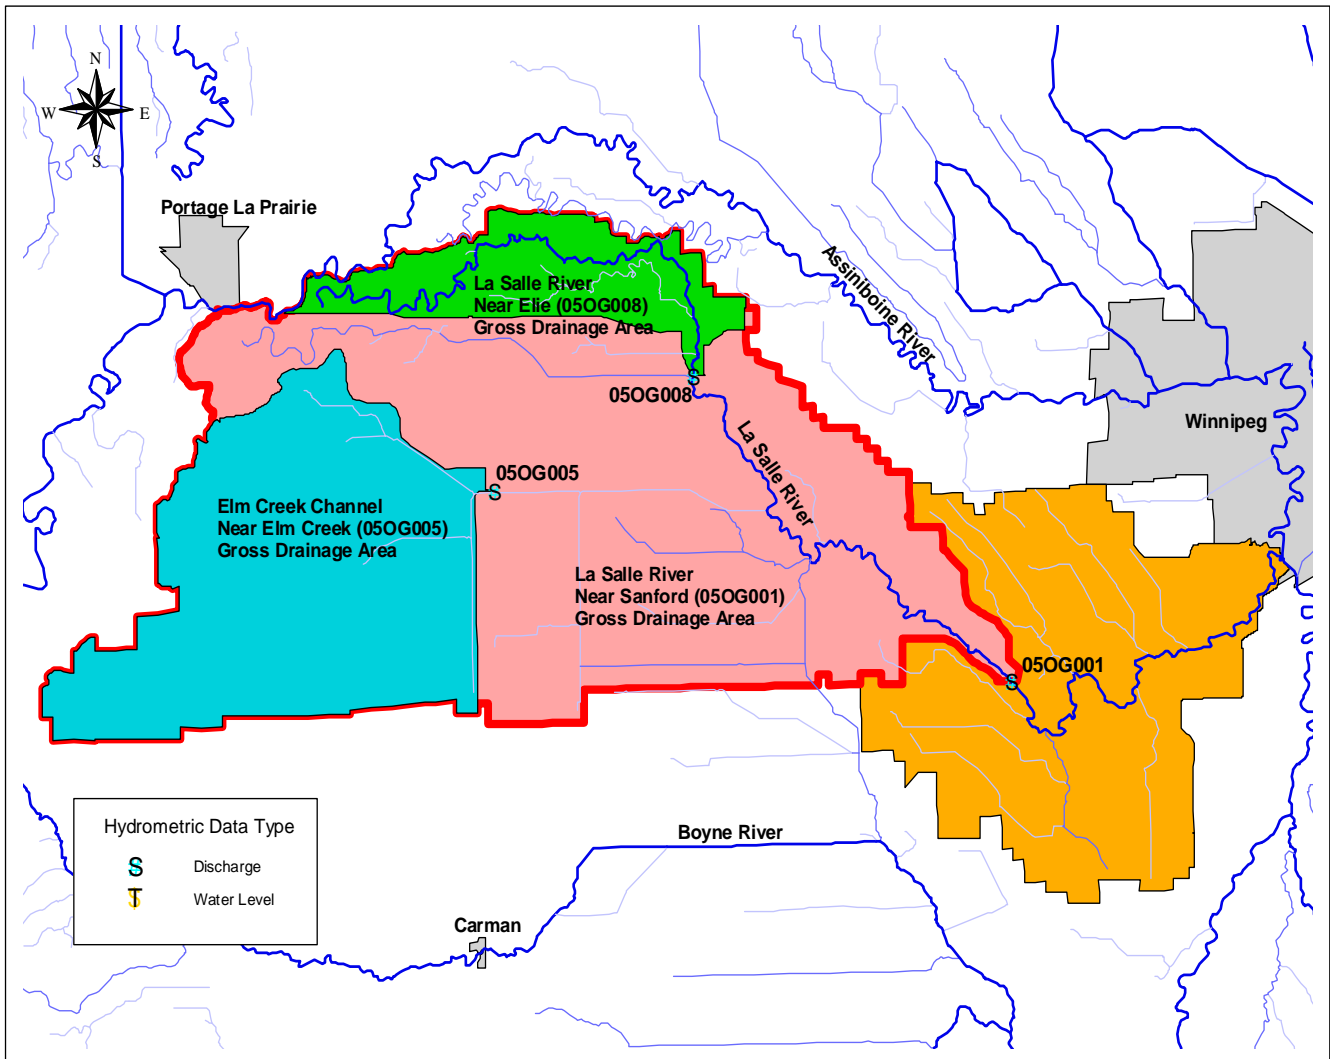 N
W
E
S
Portage La Prairie
La Salle River
Near Elie (05OG008)
Gross Drainage Area
Assiniboine River
05OG008
Winnipeg
La Salle River
05OG005
Elm Creek Channel
Near Elm Creek (05OG005)
Gross Drainage Area
La Salle River
Near Sanford (05OG001)
Gross Drainage Area
05OG001
Hydrometric Data Type
S Discharge
Water Level
Boyne River
Carman
S
S
S